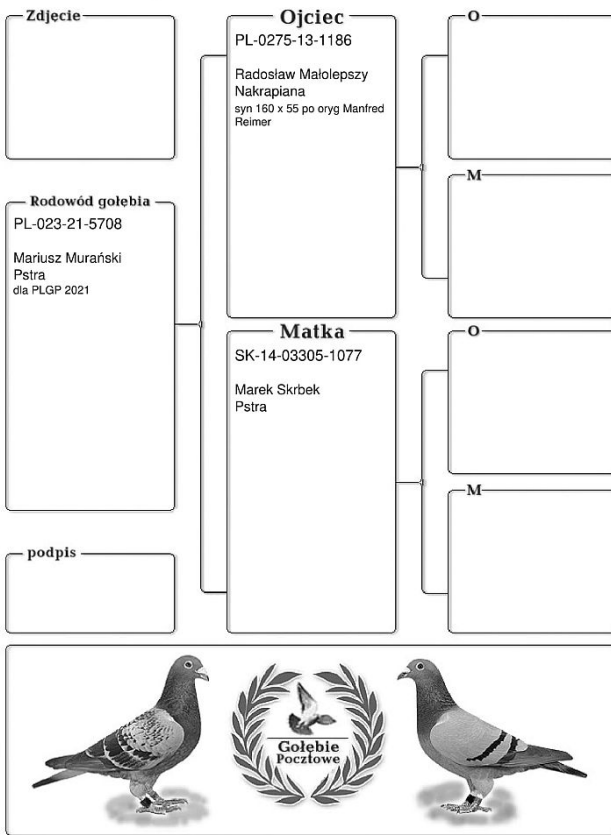 Zdjęcie
Rodowód gołębia
PL-023-21-5708
Mariusz Murański
Pstra
dla PLGP 2021
podpis
Ojciec
PL-0275-13-1186
Radosław Małolepszy
Nakrapiana
syn 160 x 55 po oryg Manfred
Reimer
Matka
SK-14-03305-1077
Marek Skrbek
Pstra
O
M
O
M
Gołębie
Pocztowe